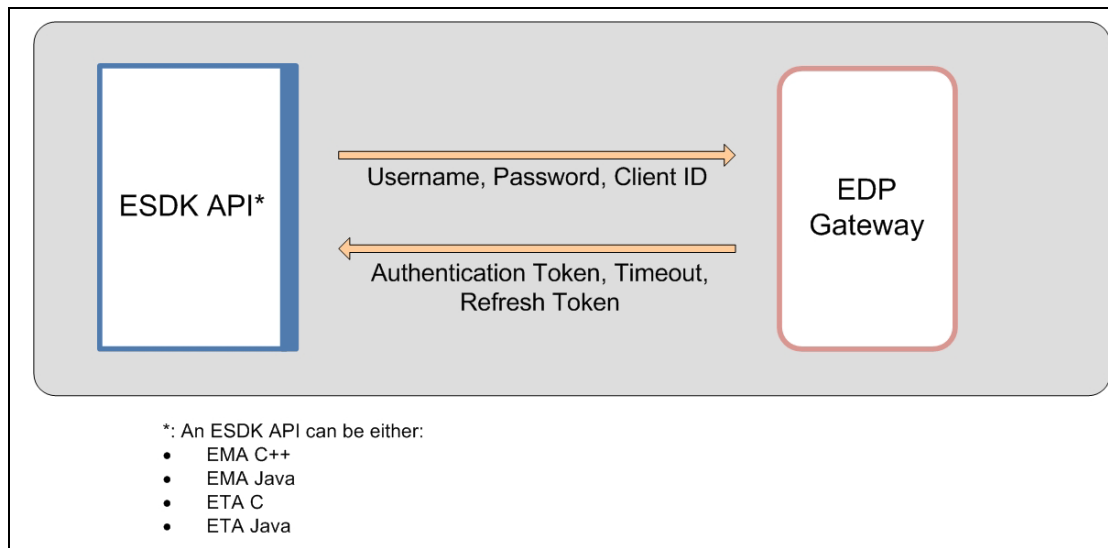 ESDK API*
Username, Password, Client ID
EDP
Gateway
Authentication Token, Timeout,
Refresh Token
*: An ESDK API can be either:
• EMA C++
• EMA Java
• ETA C
• ETA Java